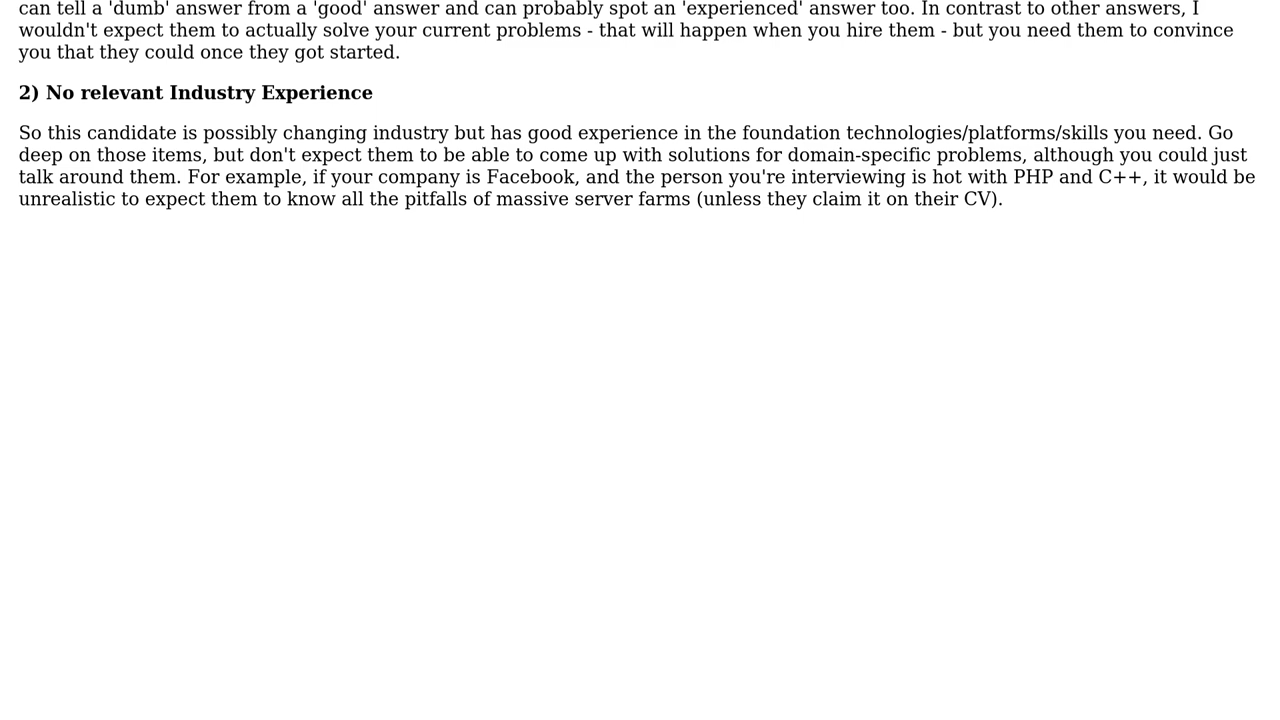 can tell a 'dumb' answer from a 'good' answer and can probably spot an 'experienced' answer too. In contrast to other answers, I
wouldn't expect them to actually solve your current problems - that will happen when you hire them - but you need them to convince
you that they could once they got started.
2) No relevant Industry Experience
So this candidate is possibly changing industry but has good experience in the foundation technologies/platforms/skills you need. Go
deep on those items, but don't expect them to be able to come up with solutions for domain-specific problems, although you could just
talk around them. For example, if your company is Facebook, and the person you're interviewing is hot with PHP and C++, it would be
unrealistic to expect them to know all the pitfalls of massive server farms (unless they claim it on their CV).